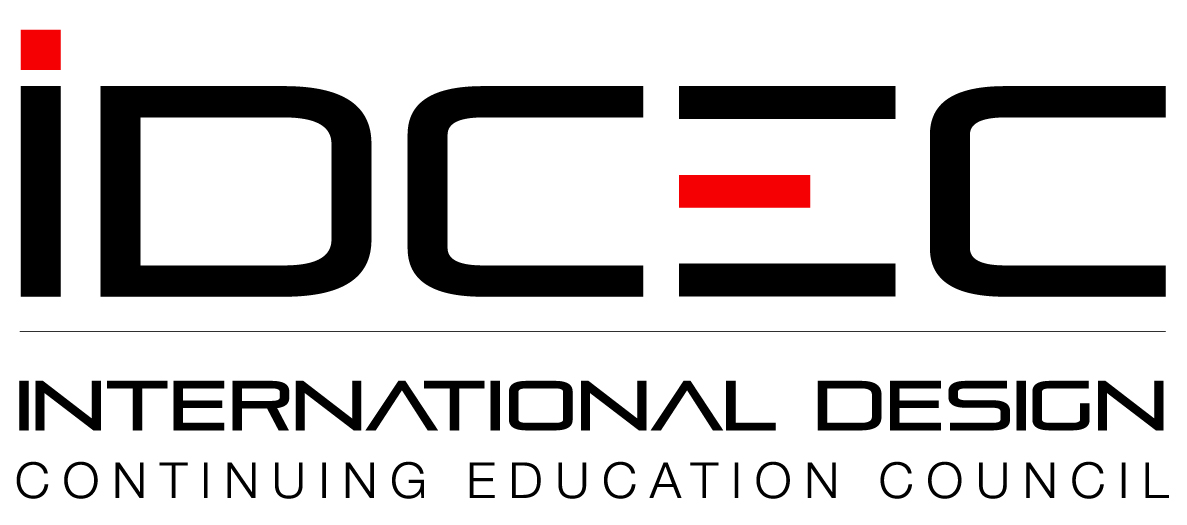 iDCEC
INTERNATIONAL DESIGN
CONTINUING EDUCATION COUNCIL